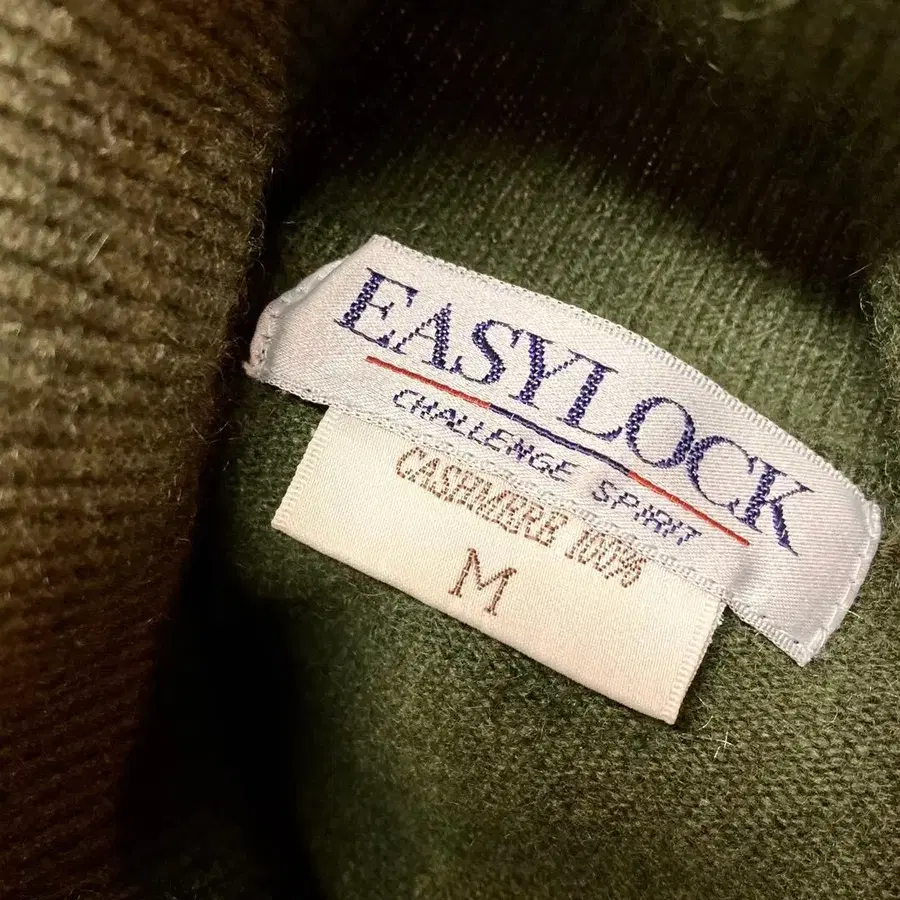 EASYLOCK
CHALLENGE SPIRIT
CASHMERE 100%
M